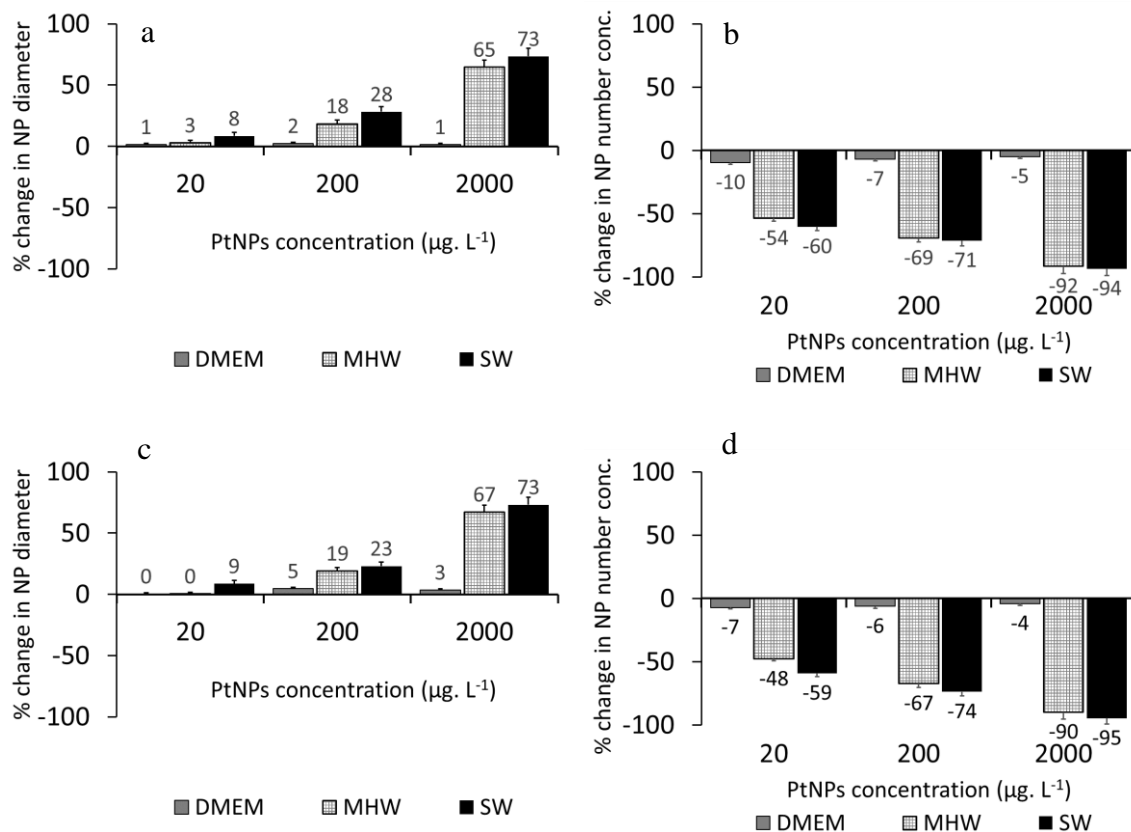 a
% change in NP diameter
100
50
0
-50
-100
1 3 8 2 18 28 1 65 73
20 200 2000
PtNPs concentration (µg. L⁻¹)
DMEM MHW SW
b
% change in NP number conc.
100
50
0
-50
-100
-10 -54 -60 -7 -69 -71 -5 -92 -94
20 200 2000
PtNPs concentration (µg. L⁻¹)
DMEM MHW SW
c
% change in NP diameter
100
50
0
-50
-100
0 0 9 5 19 23 3 67 73
20 200 2000
PtNPs concentration (µg. L⁻¹)
DMEM MHW SW
d
% change in NP number conc.
100
50
0
-50
-100
-7 -48 -59 -6 -67 -74 -4 -90 -95
20 200 2000
PtNPs concentration (µg. L⁻¹)
DMEM MHW SW